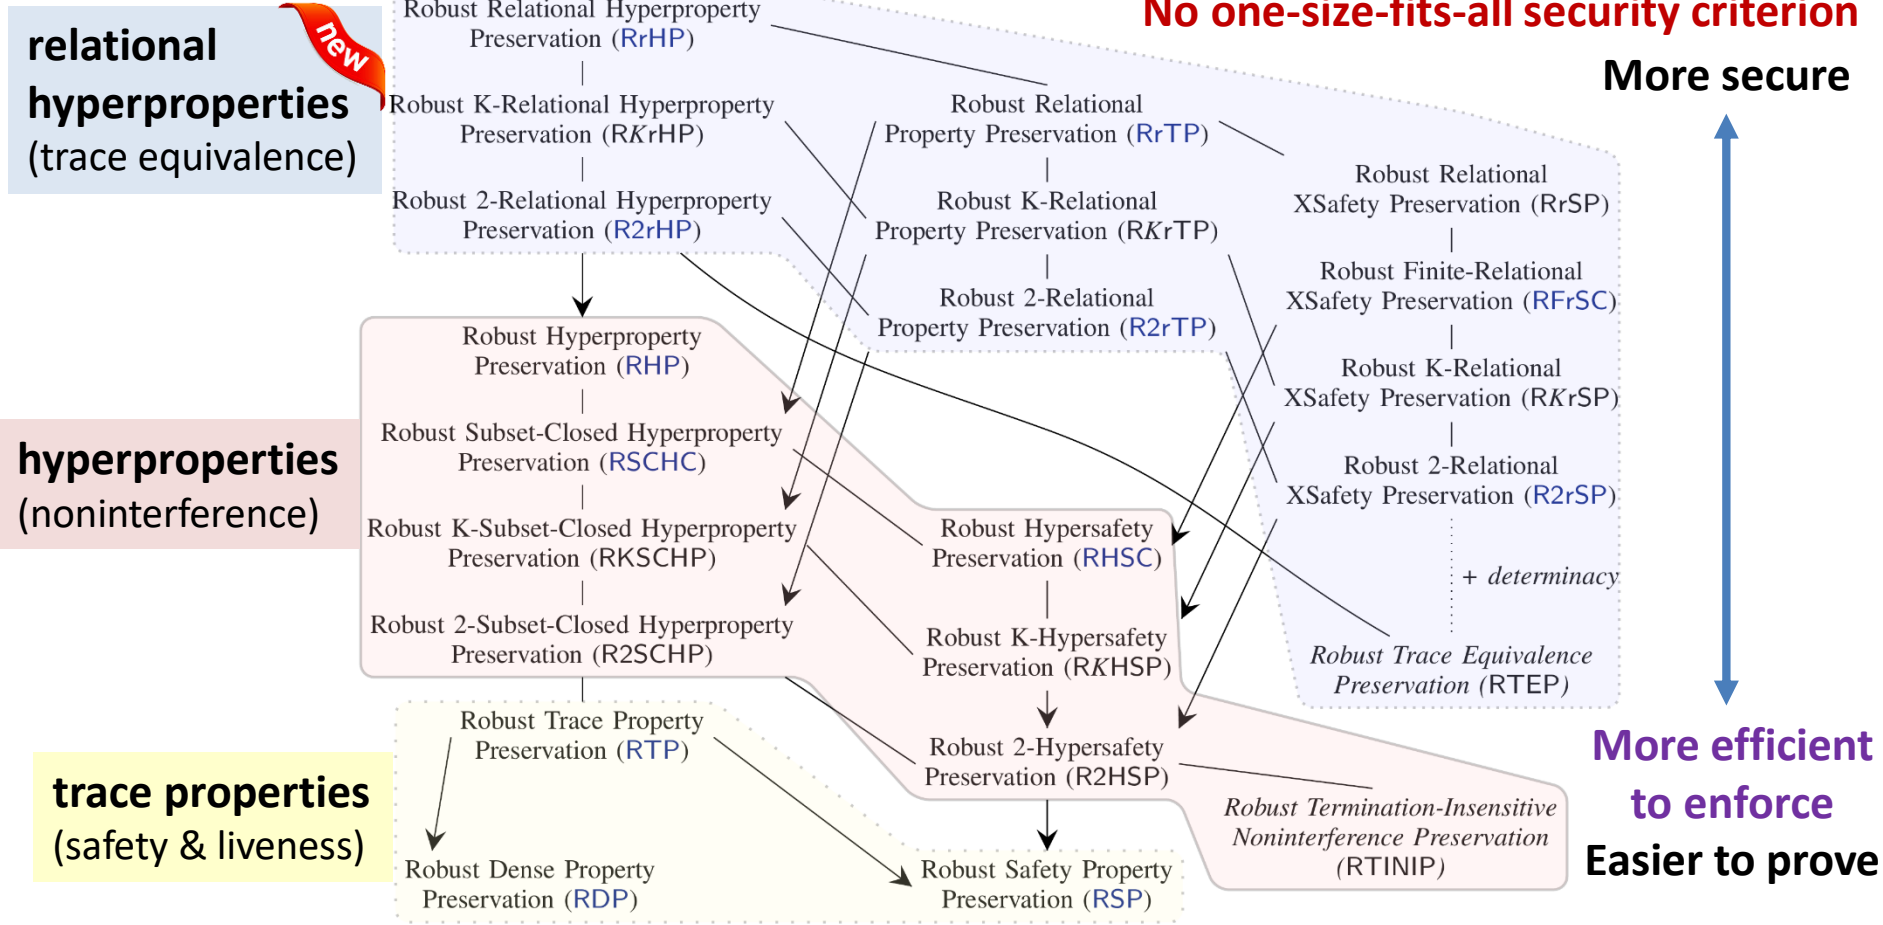 relational
hyperproperties
(trace equivalence)
new
Robust Relational Hyperproperty
Preservation (RrHP)
Robust K-Relational Hyperproperty
Preservation (RKrHP)
Robust 2-Relational Hyperproperty
Preservation (R2rHP)
Robust Relational
Property Preservation (RrTP)
Robust K-Relational
Property Preservation (RKrTP)
Robust 2-Relational
Property Preservation (R2rTP)
Robust Relational
XSafety Preservation (RrSP)
Robust Finite-Relational
XSafety Preservation (RFrSC)
Robust K-Relational
XSafety Preservation (RKrSP)
Robust 2-Relational
XSafety Preservation (R2rSP)
+ determinacy
Robust Trace Equivalence
Preservation (RTEP)
No one-size-fits-all security criterion
More secure
More efficient
to enforce
Easier to prove
hyperproperties
(noninterference)
Robust Hyperproperty
Preservation (RHP)
Robust Subset-Closed Hyperproperty
Preservation (RSCHC)
Robust K-Subset-Closed Hyperproperty
Preservation (RKSCHP)
Robust 2-Subset-Closed Hyperproperty
Preservation (R2SCHP)
Robust Hypersafety
Preservation (RHSC)
Robust K-Hypersafety
Preservation (RKHSP)
Robust 2-Hypersafety
Preservation (R2HSP)
Robust Termination-Insensitive
Noninterference Preservation
(RTINIP)
trace properties
(safety & liveness)
Robust Trace Property
Preservation (RTP)
Robust Dense Property
Preservation (RDP)
Robust Safety Property
Preservation (RSP)